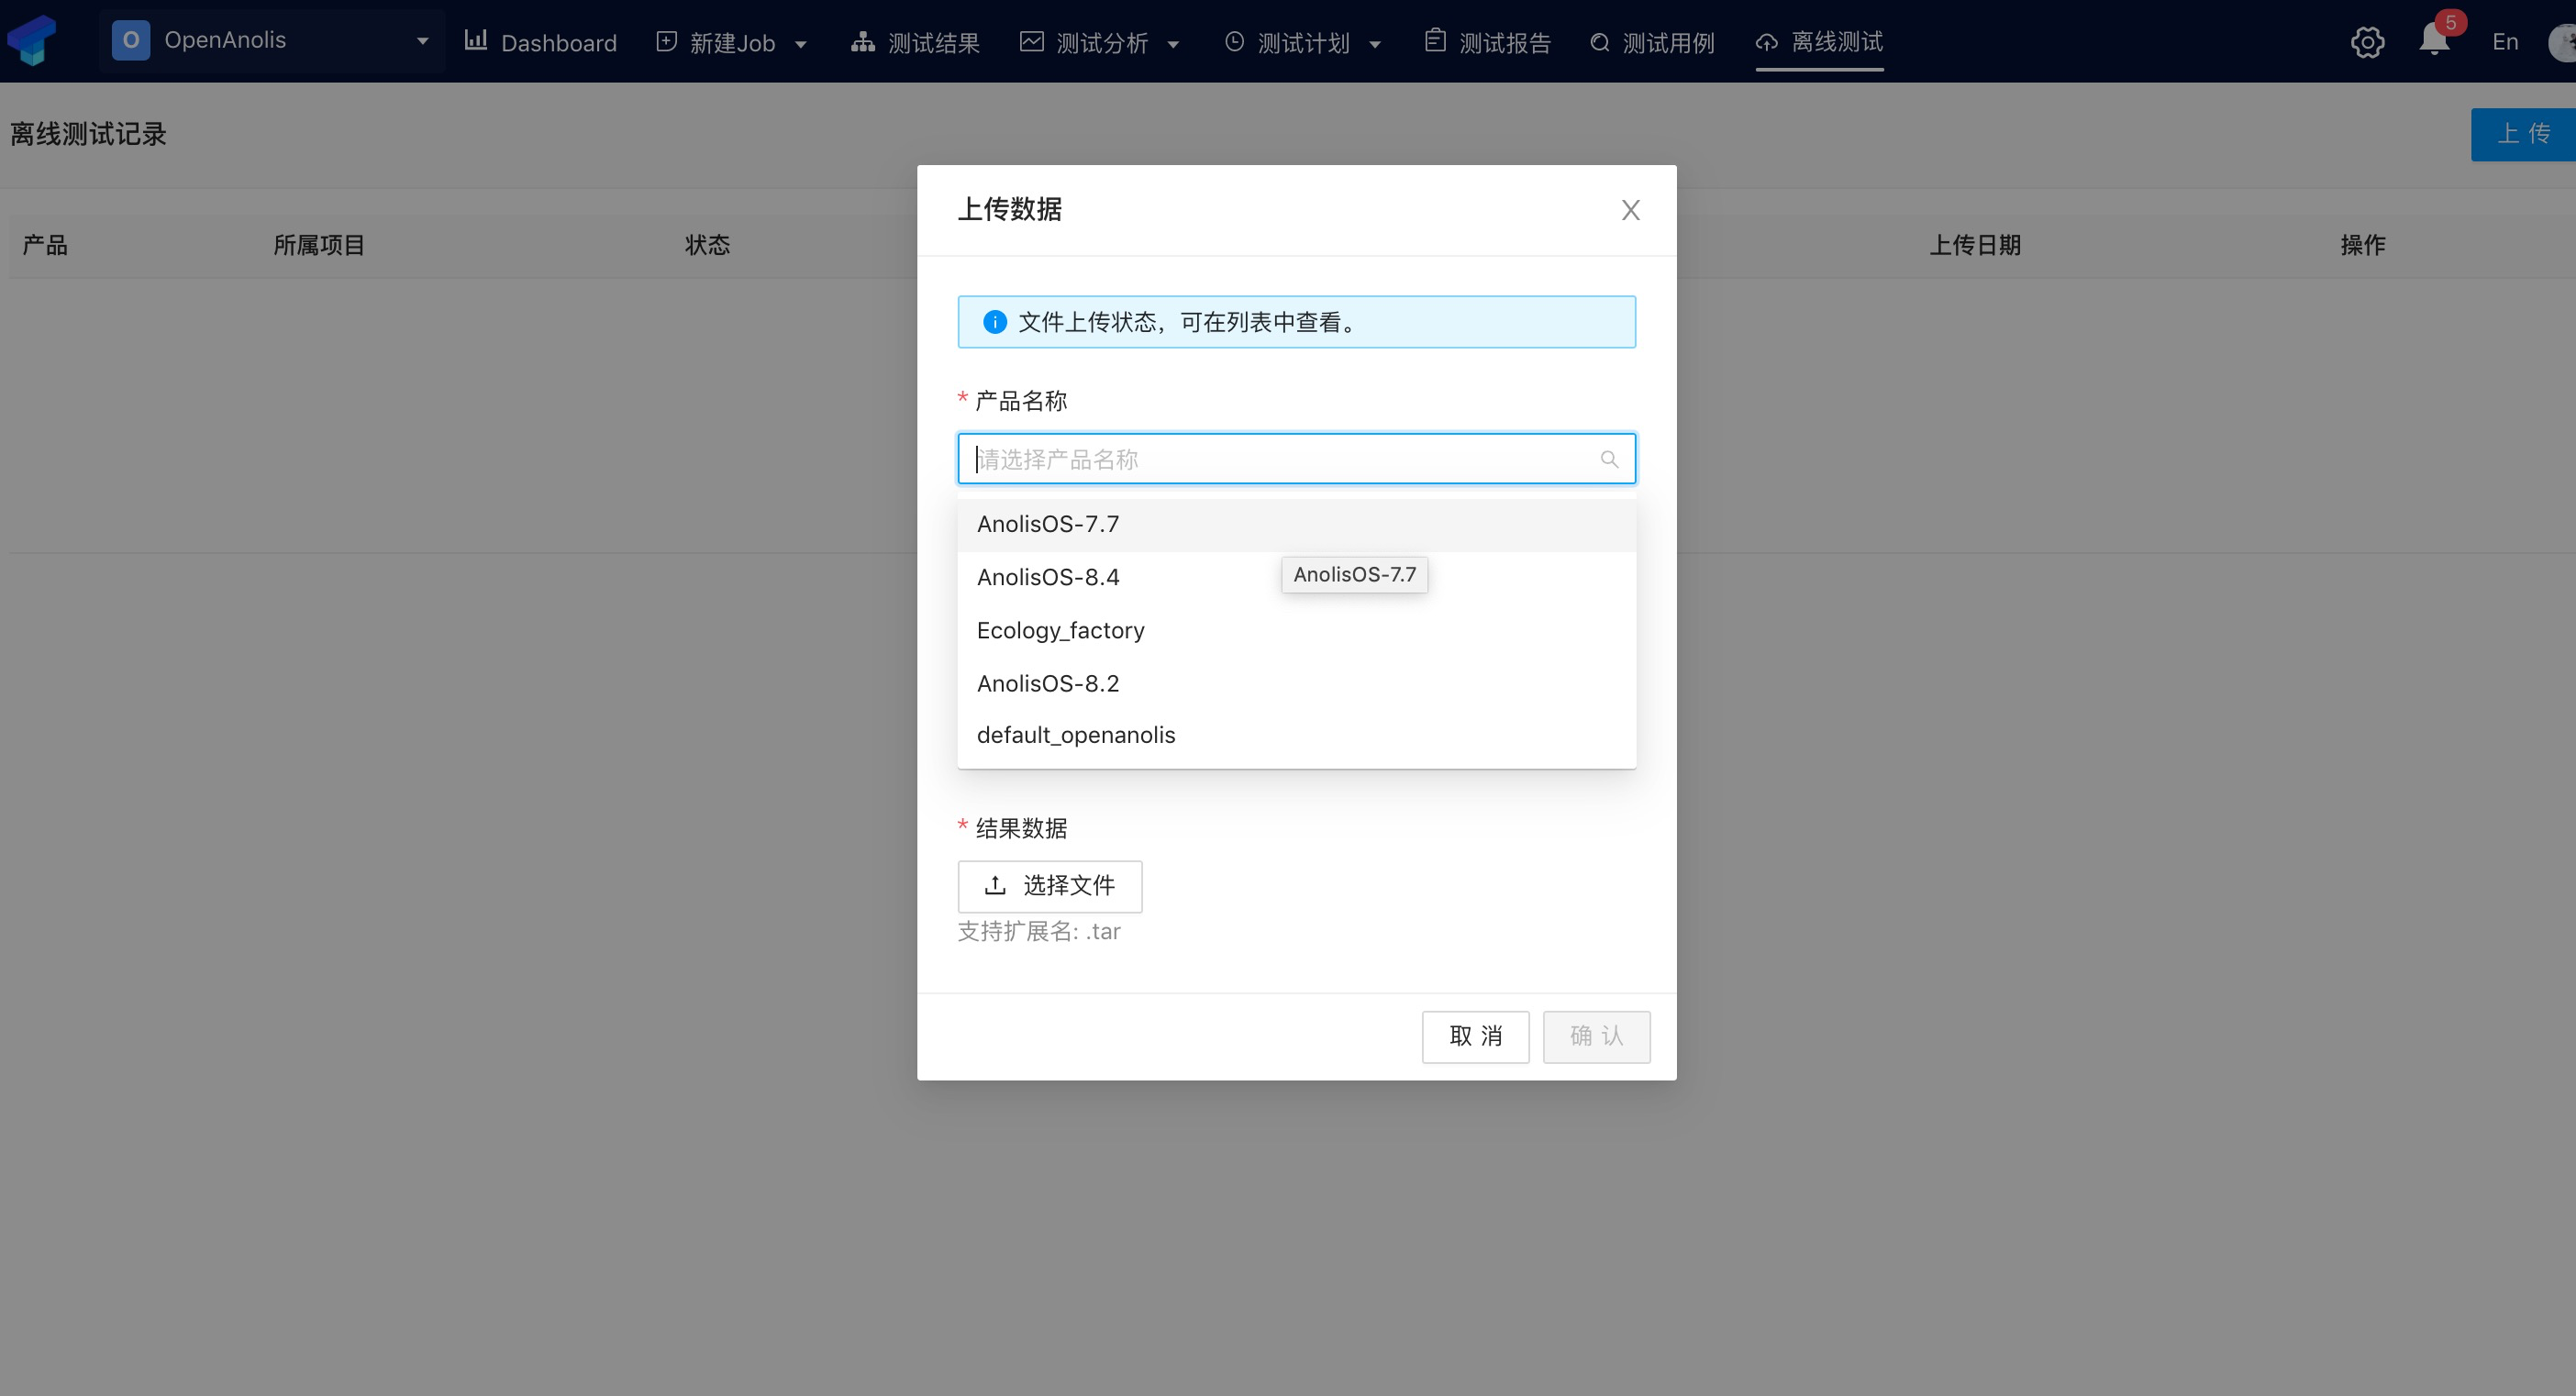 O OpenAnolis Dashboard 新建Job 测试结果 测试分析 测试计划 测试报告 测试用例 离线测试 5 En
离线测试记录 上 传
产品 所属项目 状态 上传日期 操作
上传数据
文件上传状态，可在列表中查看。
* 产品名称
请选择产品名称
AnolisOS-7.7
AnolisOS-8.4
AnolisOS-7.7
Ecology_factory
AnolisOS-8.2
default_openanolis
* 结果数据
选择文件
支持扩展名: .tar
取 消 确 认